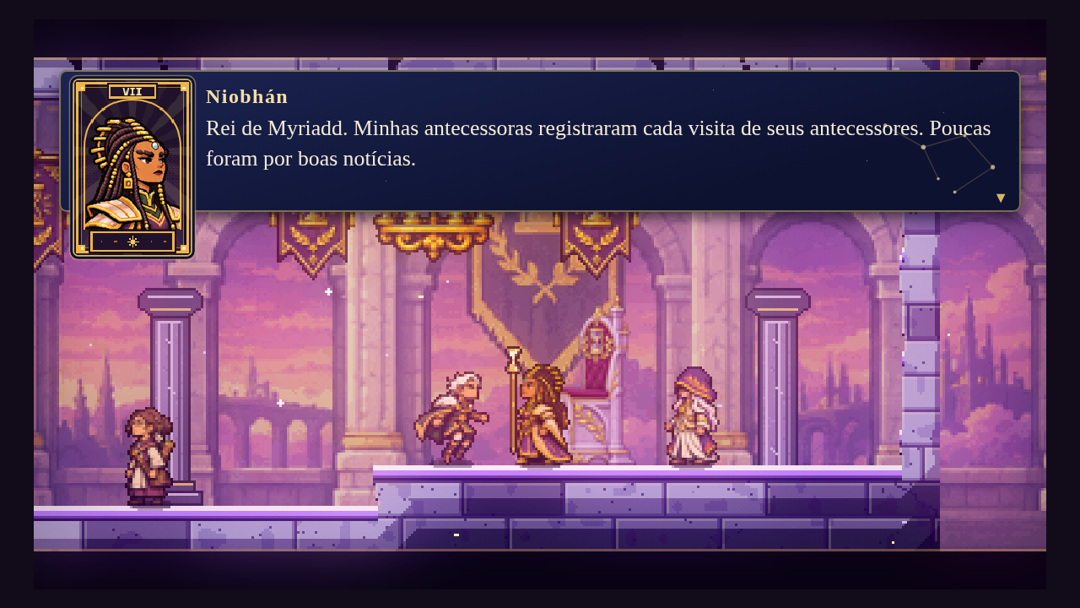 VII
Niobhán
Rei de Myriadd. Minhas antecessoras registraram cada visita de seus antecessores. Poucas
foram por boas notícias.